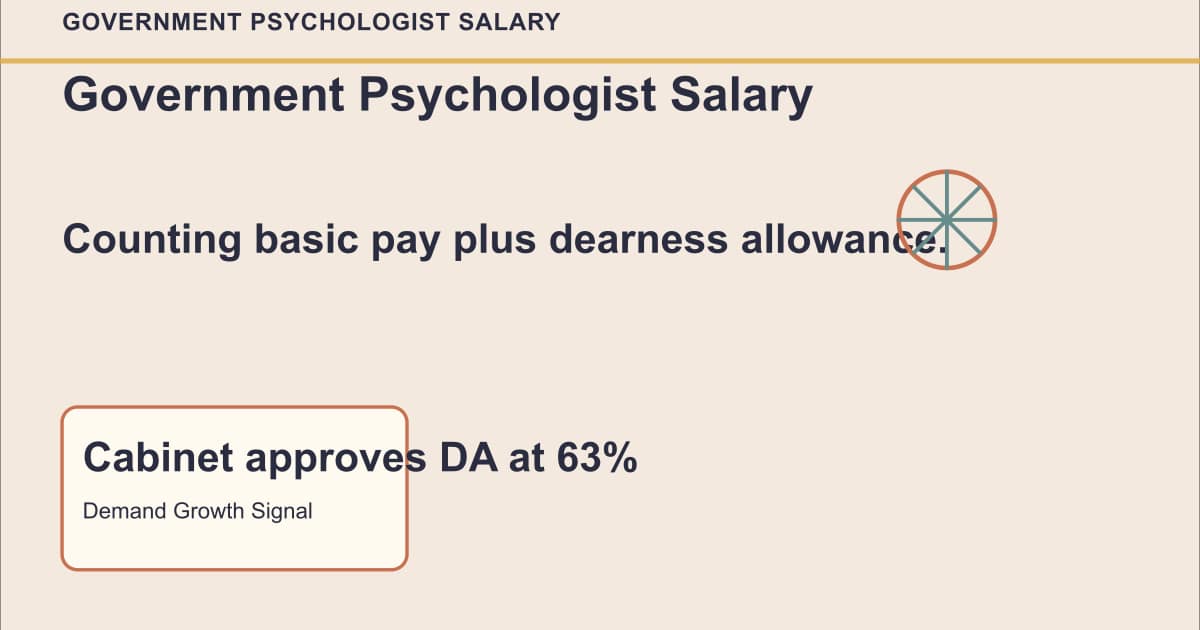 GOVERNMENT PSYCHOLOGIST SALARY
Government Psychologist Salary
Counting basic pay plus dearness allowance.
Cabinet approves DA at 63%
Demand Growth Signal